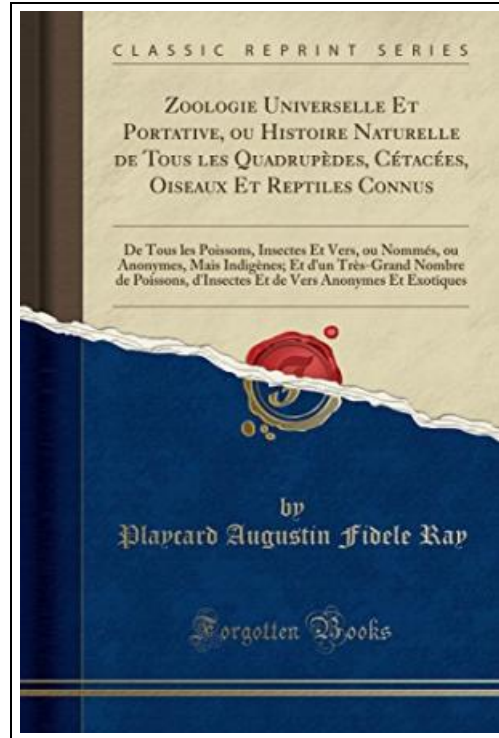 CLASSIC REPRINT SERIES
ZOOLOGIE UNIVERSELLE ET
PORTATIVE, OU HISTOIRE NATURELLE
DE TOUS LES QUADRUPÈDES, CÉTACÉES,
OISEAUX ET REPTILES CONNUS
De Tous les Poissons, Insectes Et Vers, ou Nommés, ou
Anonymes, Mais Indigènes; Et d'un Très-Grand Nombre
de Poissons, d'Insectes Et de Vers Anonymes Et Exotiques
by
Playcard Augustin Fidele Ray
Forgotten Books